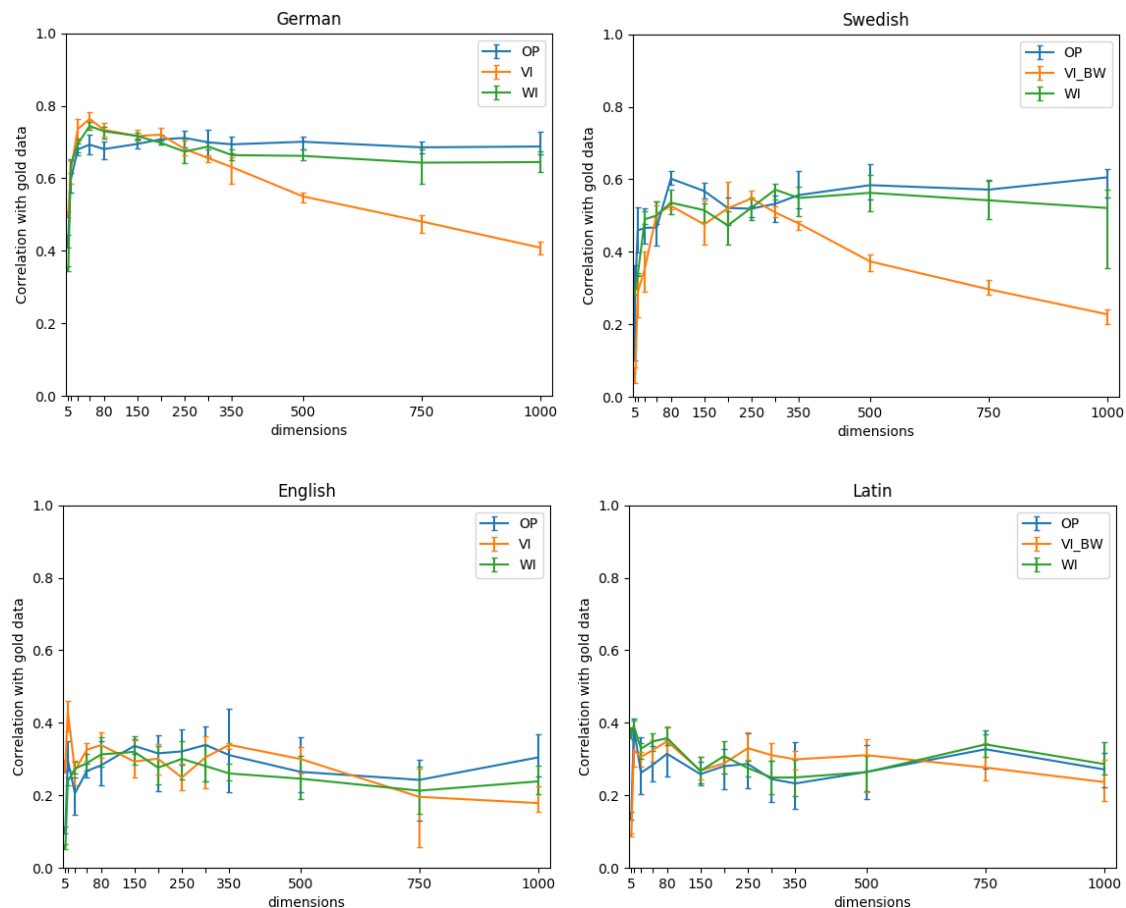 German
1.0
0.8
0.6
0.4
0.2
0.0
Correlation with gold data
OP
VI
WI
5 80 150 250 350 500 750 1000
dimensions
Swedish
1.0
0.8
0.6
0.4
0.2
0.0
Correlation with gold data
OP
VI_BW
WI
5 80 150 250 350 500 750 1000
dimensions
English
1.0
0.8
0.6
0.4
0.2
0.0
Correlation with gold data
OP
VI
WI
5 80 150 250 350 500 750 1000
dimensions
Latin
1.0
0.8
0.6
0.4
0.2
0.0
Correlation with gold data
OP
VI_BW
WI
5 80 150 250 350 500 750 1000
dimensions